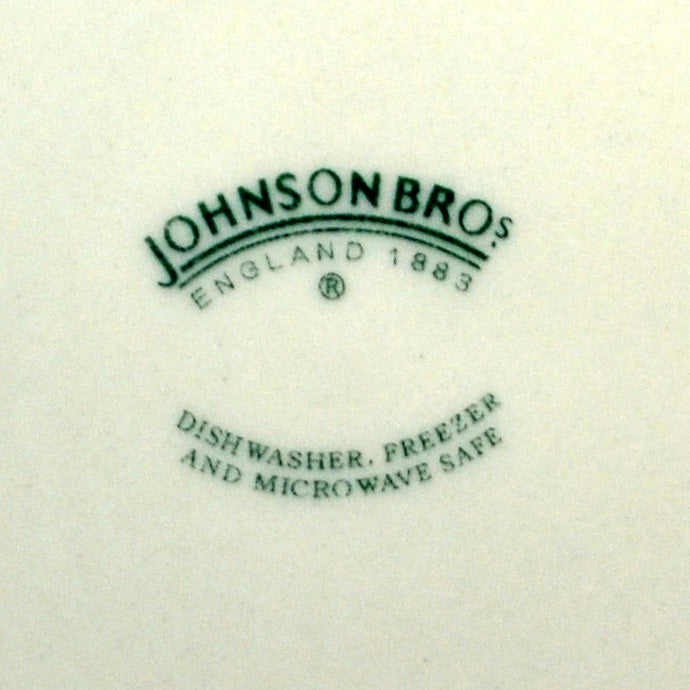 JOHNSON BROS.
ENGLAND 1883
®
DISHWASHER, FREEZER
AND MICROWAVE SAFE